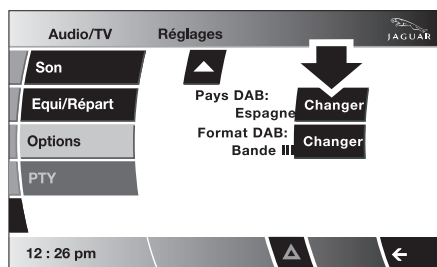 Audio/TV
Réglages
JAGUAR
Son
Equi/Répart
Options
PTY
Pays DAB:
Espagne
Changer
Format DAB:
Bande III
Changer
12 : 26 pm